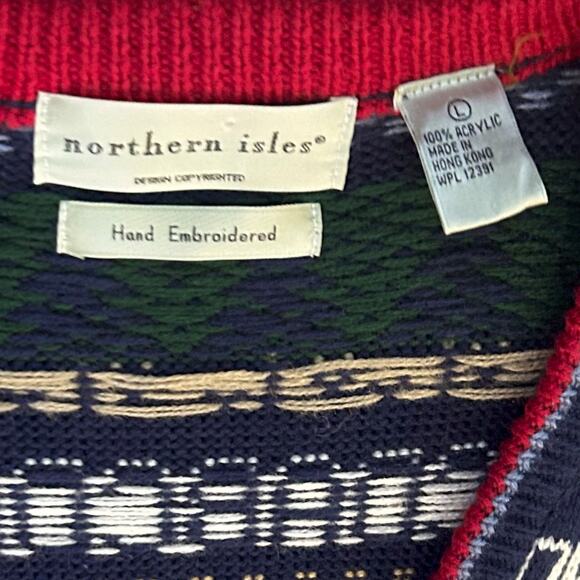 northern isles®
DESIGN COPYRIGHTED
Hand Embroidered
L
100% ACRYLIC
MADE IN
HONG KONG
WPL 12391